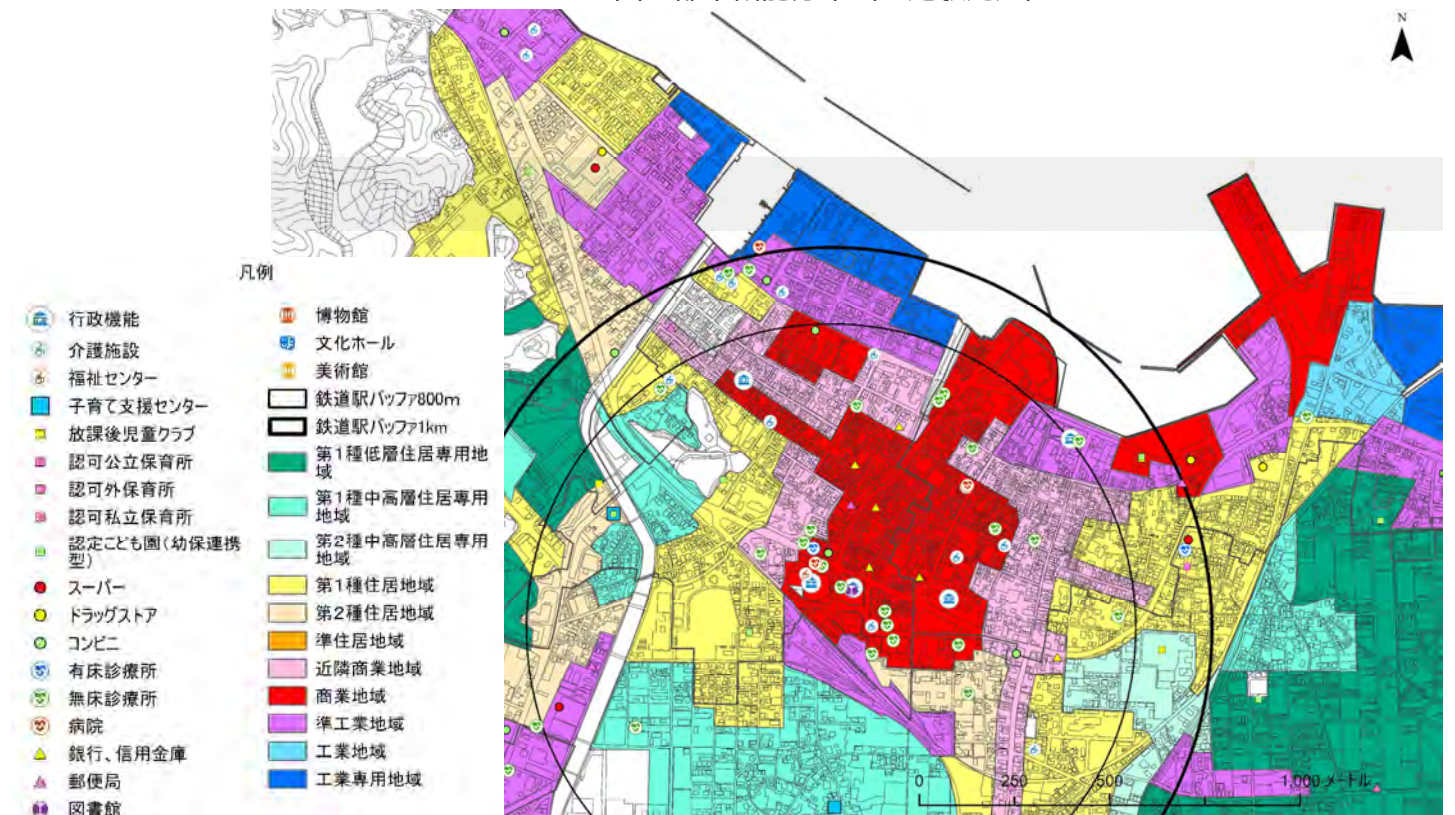 N
凡例
行政機能
介護施設
福祉センター
子育て支援センター
放課後児童クラブ
認可公立保育所
認可外保育所
認可私立保育所
認定こども園(幼保連携
型)
スーパー
ドラッグストア
コンビニ
有床診療所
無床診療所
病院
銀行、信用金庫
郵便局
図書館
博物館
文化ホール
美術館
鉄道駅バッファ800m
鉄道駅バッファ1km
第1種低層住居専用地
域
第1種中高層住居専用
地域
第2種中高層住居専用
地域
第1種住居地域
第2種住居地域
準住居地域
近隣商業地域
商業地域
準工業地域
工業地域
工業専用地域
0 250 500 1,000 メートル